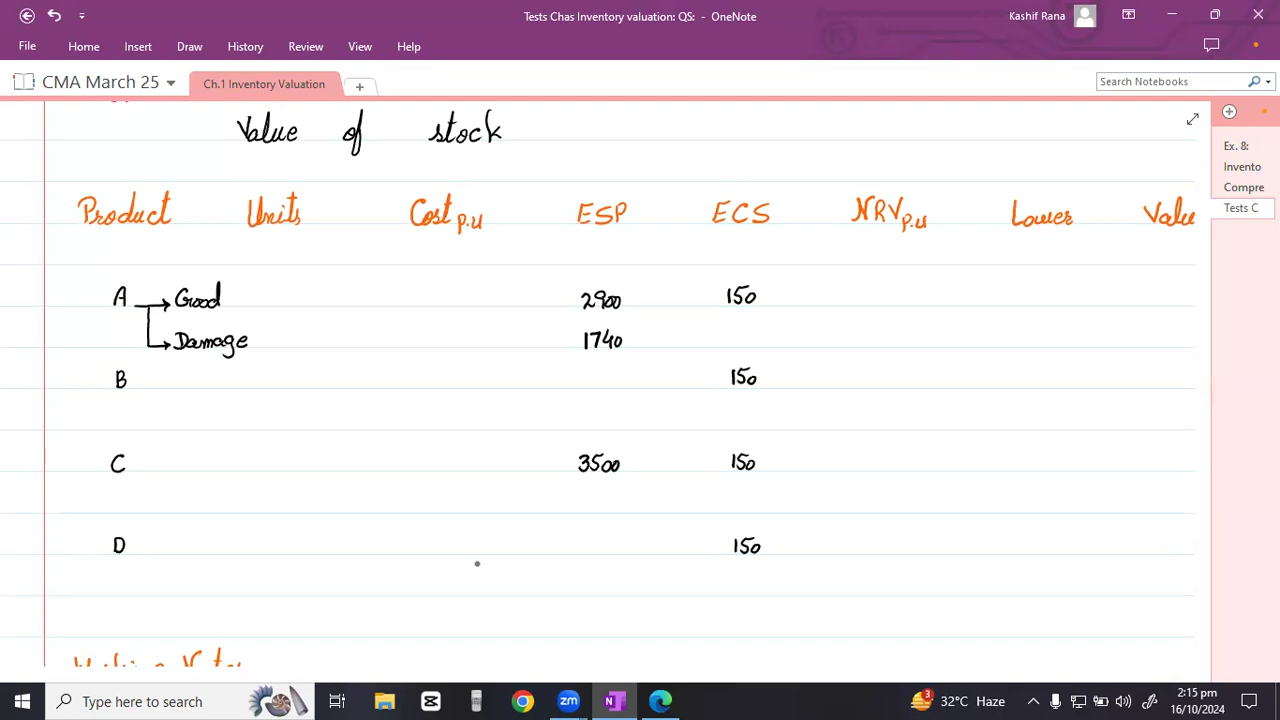 Tests Chas Inventory valuation: QS: - OneNote
Kashif Rana
File Home Insert Draw History Review View Help
CMA March 25
Ch.1 Inventory Valuation
Search Notebooks
Value of stock
Ex. 8:
Invento
Compre
Tests C
Product Units Cost p.u ESP ECS NRV p.u Lower Valu
A Good 2900 150
Damage 1740
B 150
C 3500 150
D 150
Type here to search
32°C Haze
3
2:15 pm
16/10/2024